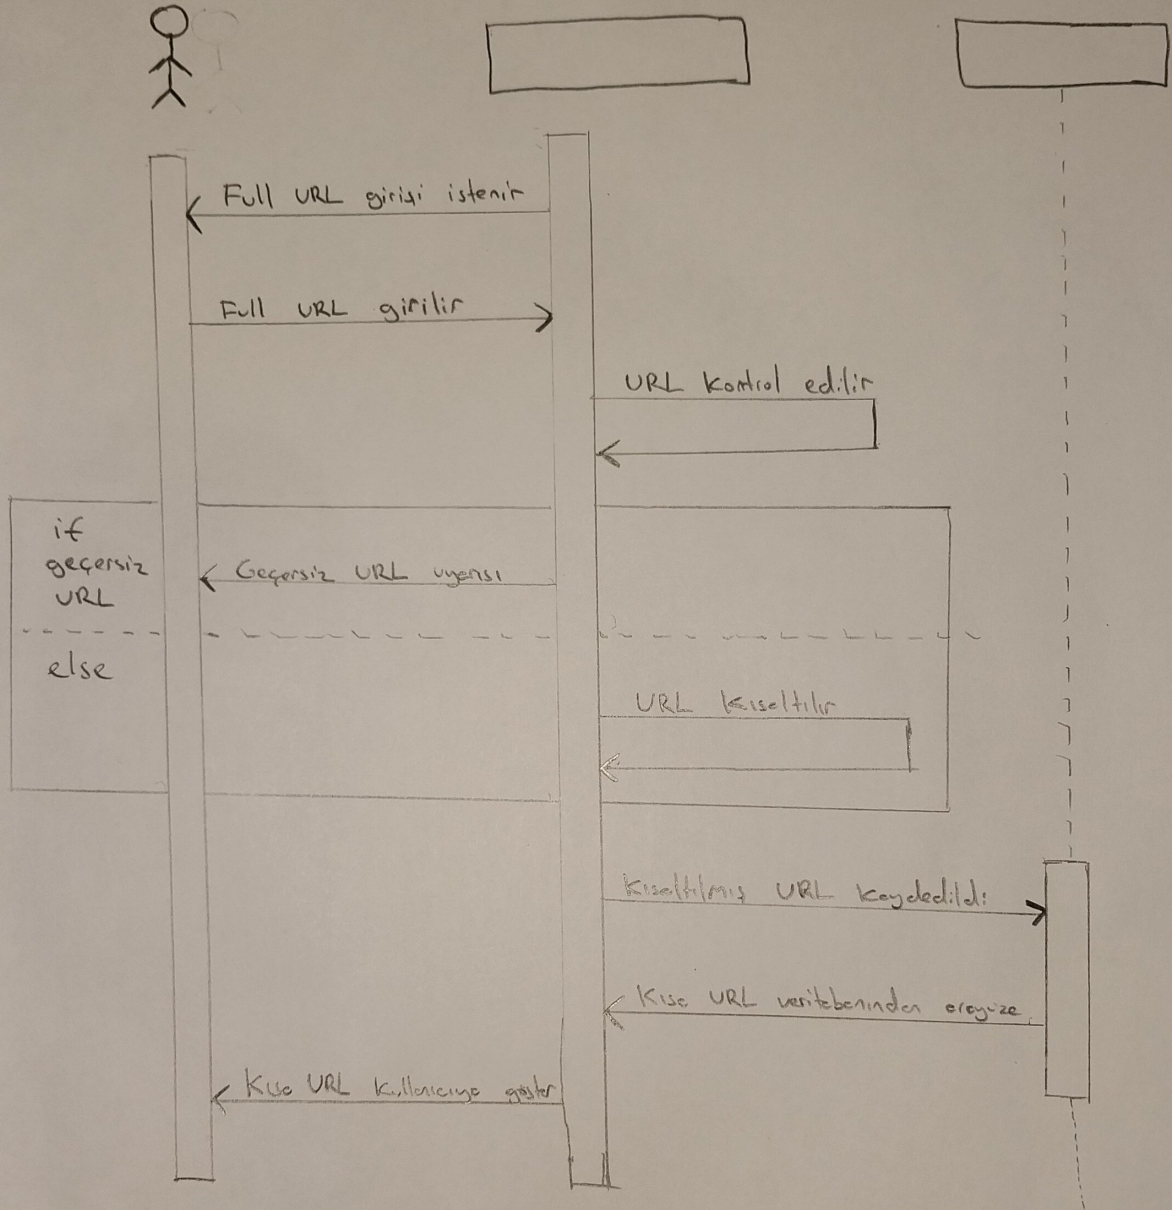 Full URL girişi istenir
Full URL girilir
URL kontrol edilir
if
geçersiz
URL
Geçersiz URL uyarısı
else
URL Kısaltılır
Kısaltılmış URL kaydedildi
Kısa URL veritabanından arayüze
Kısa URL kullanıcıya göster